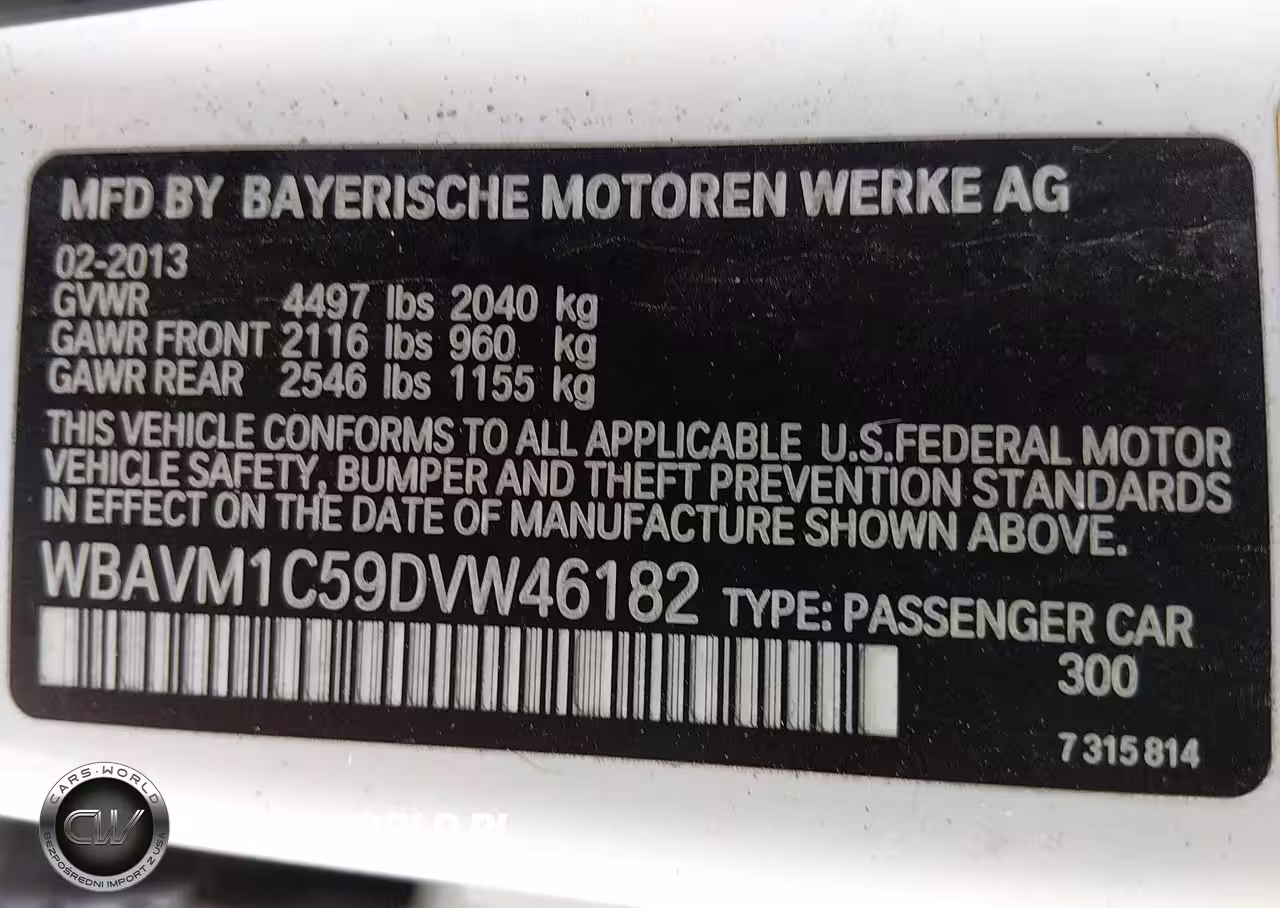 MFD BY BAYERISCHE MOTOREN WERKE AG
02-2013
GVWR 4497 lbs 2040 kg
GAWR FRONT 2116 lbs 960 kg
GAWR REAR 2546 lbs 1155 kg
THIS VEHICLE CONFORMS TO ALL APPLICABLE U.S.FEDERAL MOTOR
VEHICLE SAFETY, BUMPER AND THEFT PREVENTION STANDARDS
IN EFFECT ON THE DATE OF MANUFACTURE SHOWN ABOVE.
WBAVM1C59DVW46182 TYPE: PASSENGER CAR
300
7 315 814
CARS-WORLD
CW
BEZPOŚREDNI IMPORT Z USA